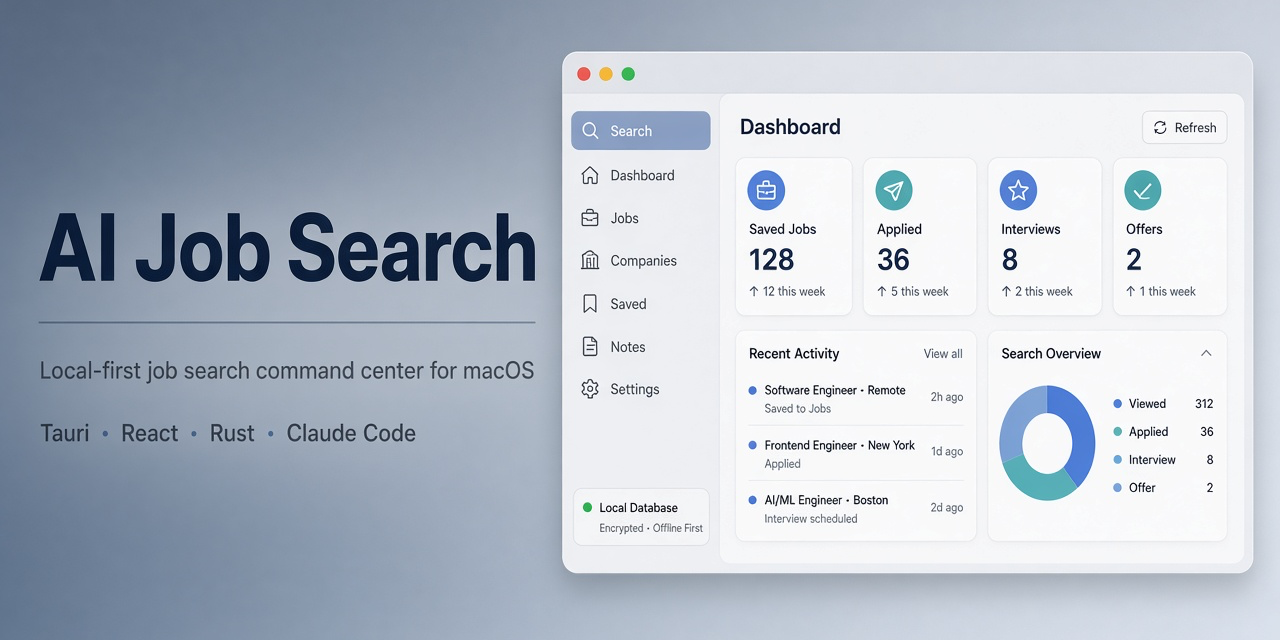 AI Job Search
Local-first job search command center for macOS
Tauri • React • Rust • Claude Code
Search
Dashboard
Jobs
Companies
Saved
Notes
Settings
Local Database
Encrypted • Offline First
Dashboard
Refresh
Saved Jobs
128
↑ 12 this week
Applied
36
↑ 5 this week
Interviews
8
↑ 2 this week
Offers
2
↑ 1 this week
Recent Activity
View all
Software Engineer • Remote
2h ago
Saved to Jobs
Frontend Engineer • New York
1d ago
Applied
AI/ML Engineer • Boston
2d ago
Interview scheduled
Search Overview
Viewed 312
Applied 36
Interview 8
Offer 2